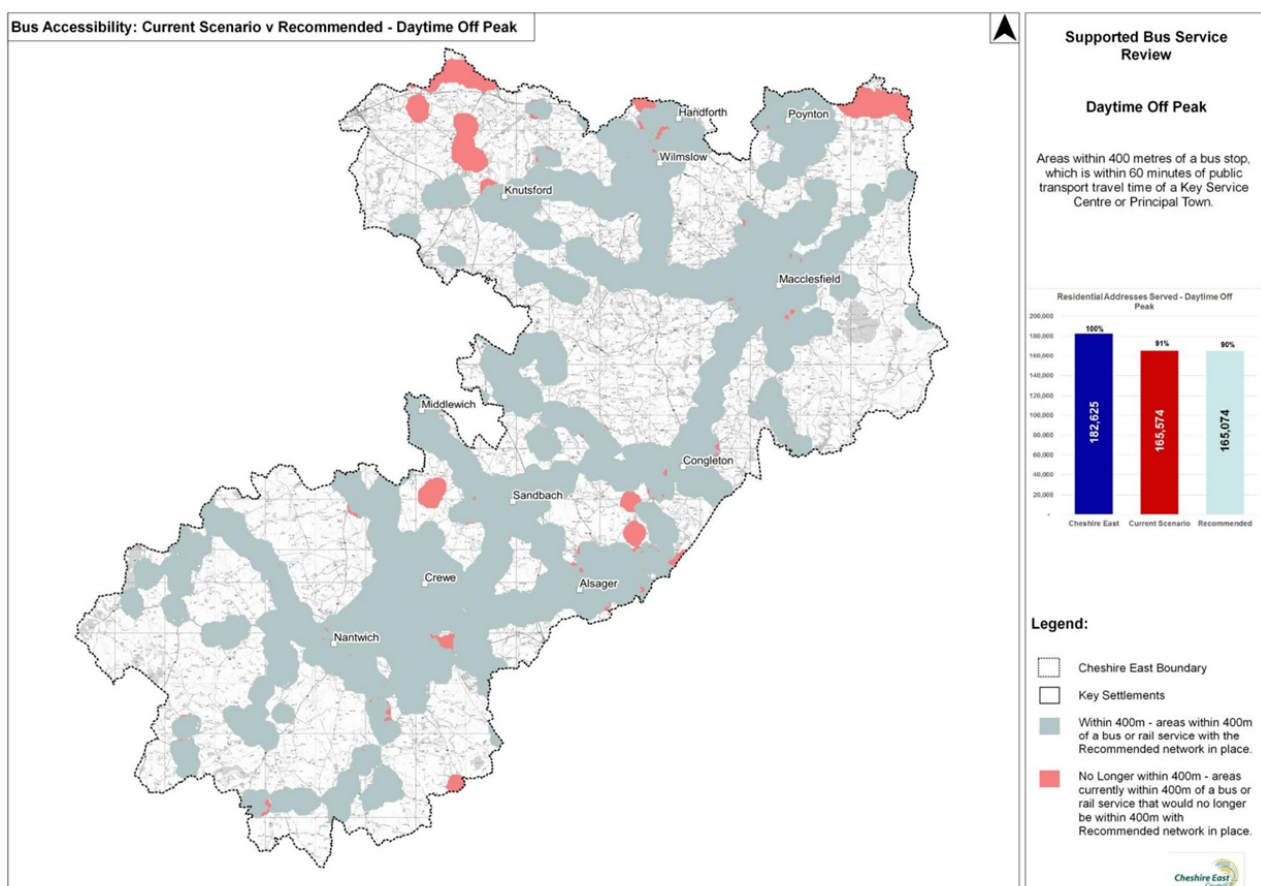 Bus Accessibility: Current Scenario v Recommended - Daytime Off Peak
Handforth
Poynton
Wilmslow
Knutsford
Macclesfield
Middlewich
Congleton
Sandbach
Crewe
Alsager
Nantwich
Supported Bus Service
Review
Daytime Off Peak
Areas within 400 metres of a bus stop,
which is within 60 minutes of public
transport travel time of a Key Service
Centre or Principal Town.
Residential Addresses Served - Daytime Off
Peak
200,000
180,000
160,000
140,000
120,000
100,000
80,000
60,000
40,000
20,000
-
100%
91%
90%
182,625
165,574
165,074
Cheshire East
Current Scenario
Recommended
Legend:
Cheshire East Boundary
Key Settlements
Within 400m - areas within 400m
of a bus or rail service with the
Recommended network in place.
No Longer within 400m - areas
currently within 400m of a bus or
rail service that would no longer
be within 400m with
Recommended network in place.
Cheshire East